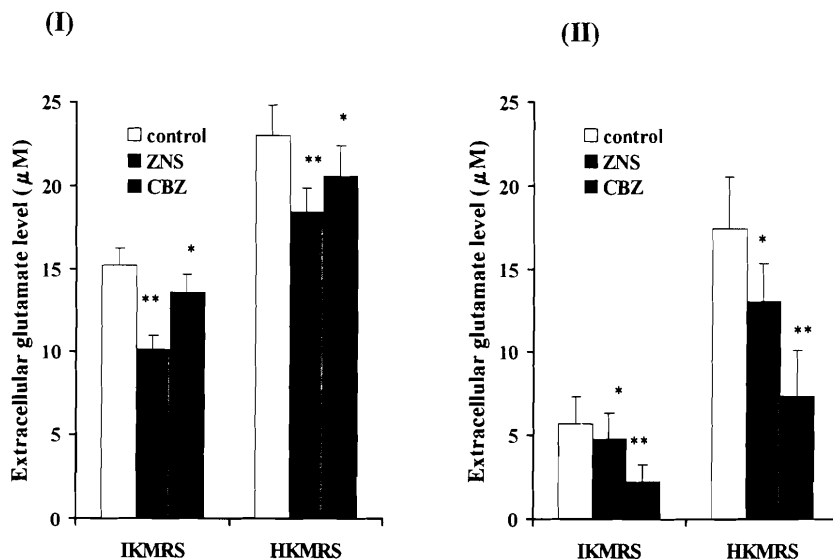 (I)
Extracellular glutamate level ( μM)
25
20
15
10
5
0
control
ZNS
CBZ
**
*
**
*
IKMRS
HKMRS
(II)
Extracellular glutamate level ( μM)
25
20
15
10
5
0
control
ZNS
CBZ
*
**
*
**
IKMRS
HKMRS